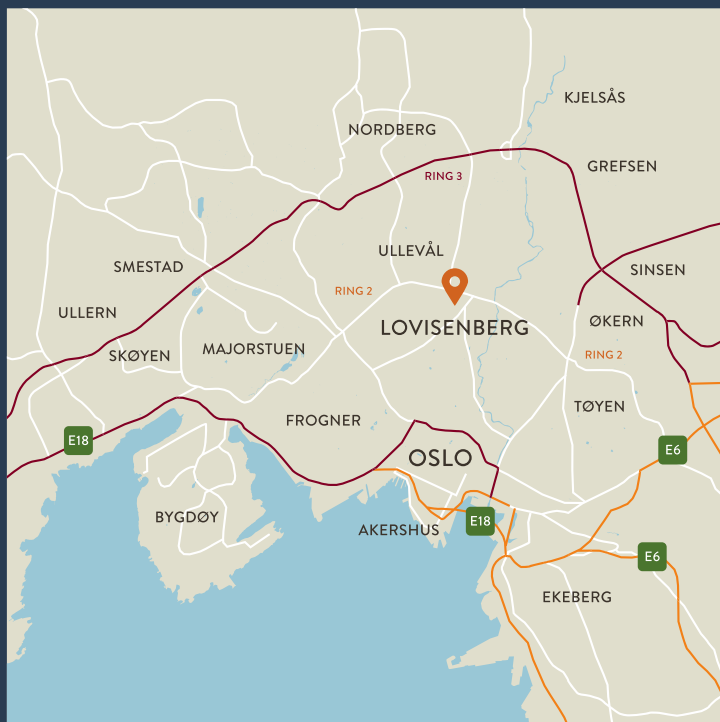 KJELSÅS
NORDBERG
GREFSEN
RING 3
ULLEVÅL
SMESTAD
SINSEN
RING 2
ULLERN
ØKERN
LOVISENBERG
SKØYEN
MAJORSTUEN
RING 2
TØYEN
FROGNER
E18
E6
OSLO
BYGDØY
E18
AKERSHUS
E6
EKEBERG